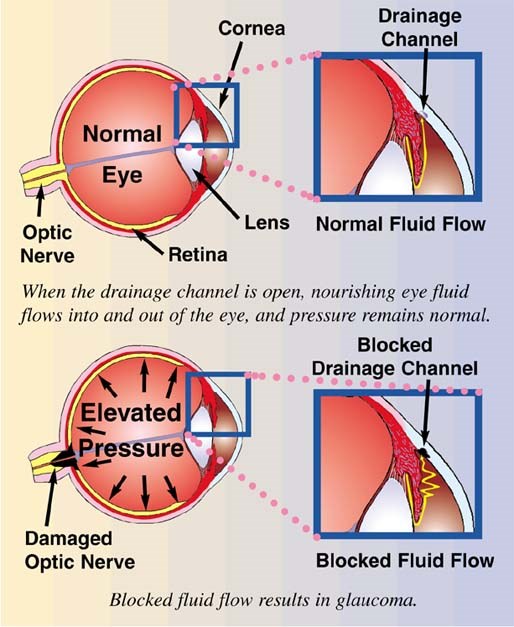 Cornea
Drainage
Channel
Normal
Eye
Optic
Nerve
Lens
Retina
Normal Fluid Flow
When the drainage channel is open, nourishing eye fluid
flows into and out of the eye, and pressure remains normal.
Blocked
Drainage Channel
Elevated
Pressure
Damaged
Optic Nerve
Blocked Fluid Flow
Blocked fluid flow results in glaucoma.